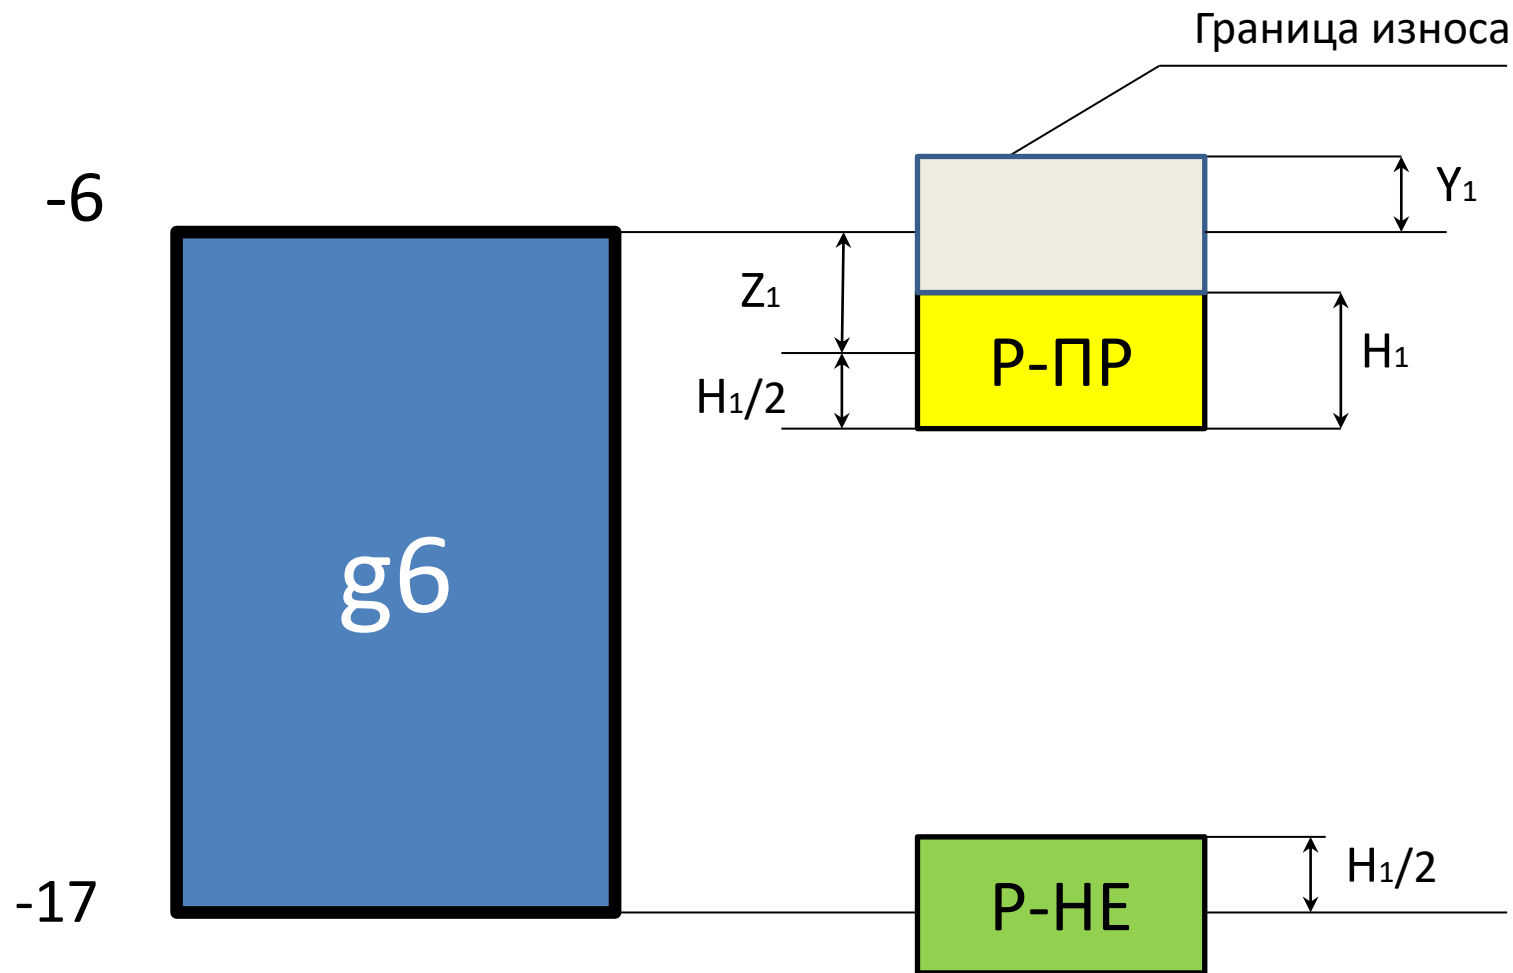 Граница износа
-6
Y1
Z1
Р-ПР
H1
H1/2
g6
-17
Р-НЕ
H1/2